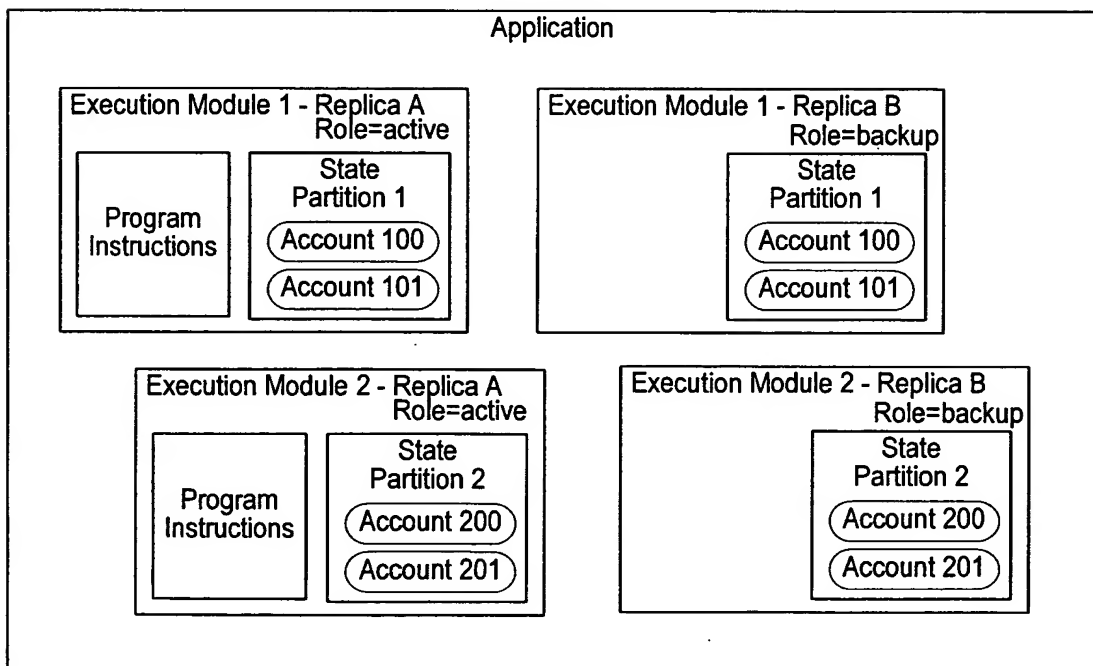 Application
Execution Module 1 - Replica A
Role=active
Program
Instructions
State
Partition 1
Account 100
Account 101
Execution Module 1 - Replica B
Role=backup
State
Partition 1
Account 100
Account 101
Execution Module 2 - Replica A
Role=active
Program
Instructions
State
Partition 2
Account 200
Account 201
Execution Module 2 - Replica B
Role=backup
State
Partition 2
Account 200
Account 201